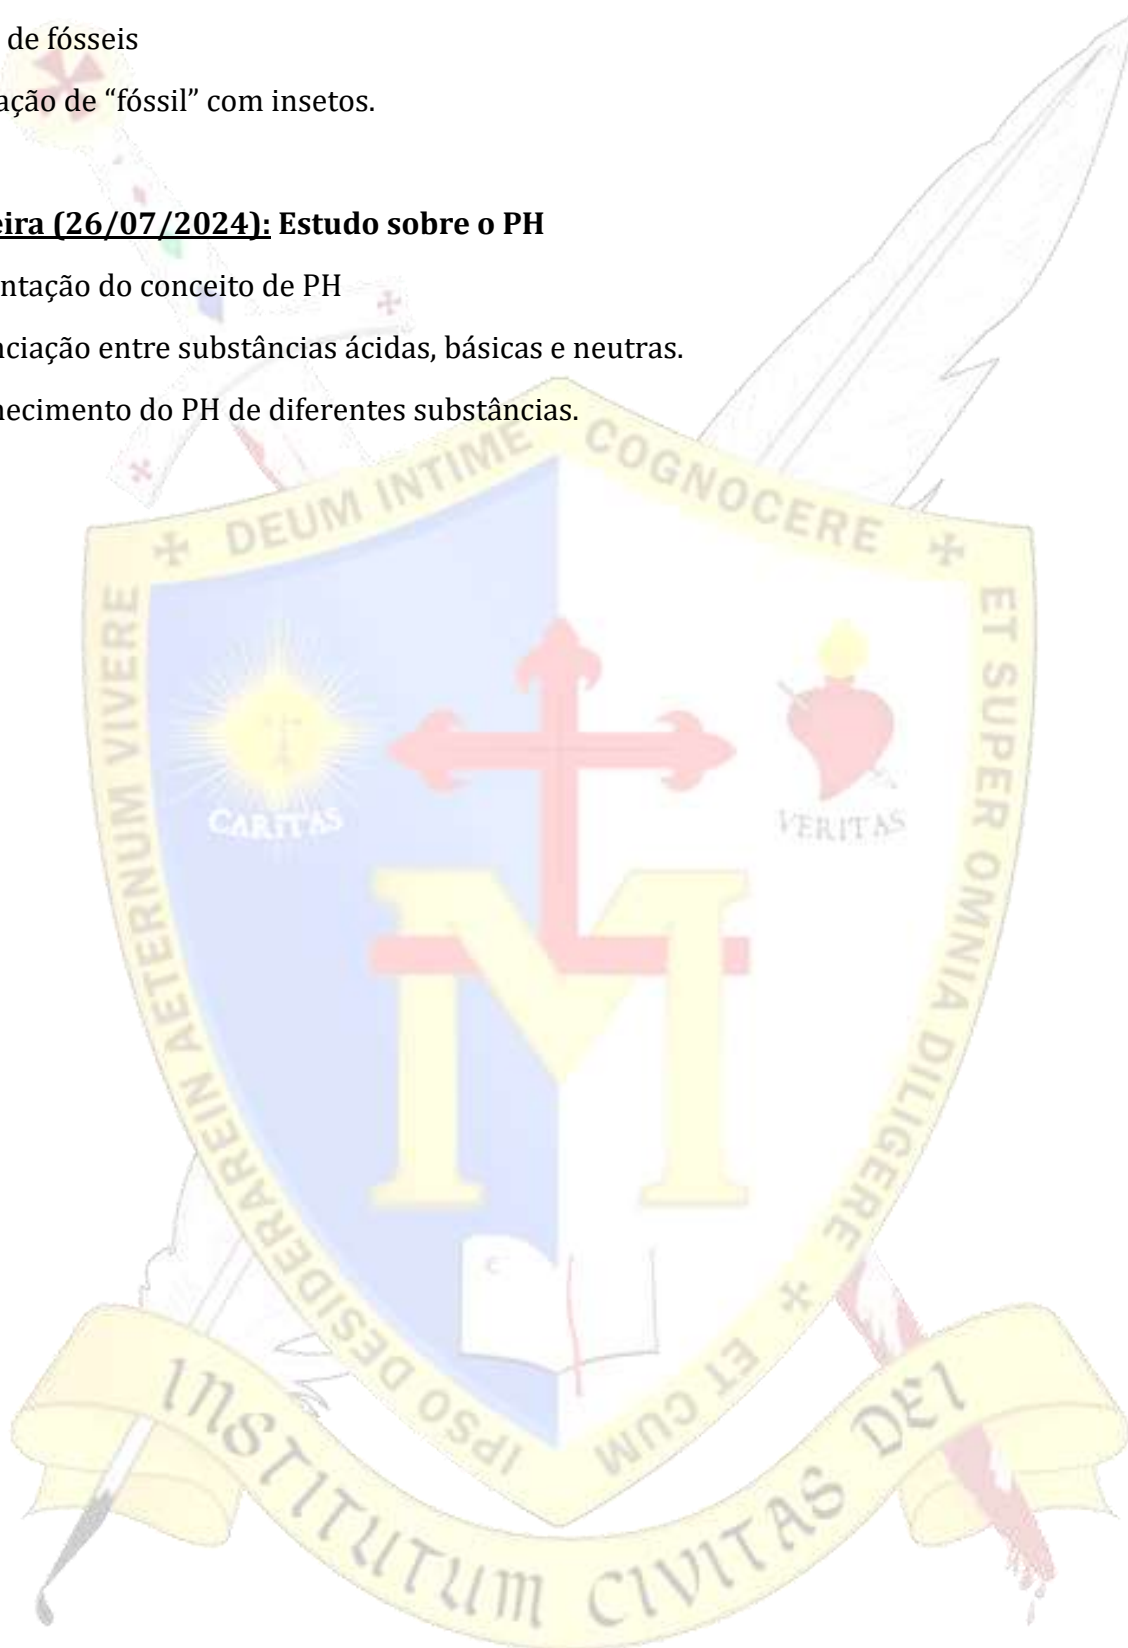 de fósseis
ação de “fóssil” com insetos.
eira (26/07/2024): Estudo sobre o PH
ntação do conceito de PH
nciação entre substâncias ácidas, básicas e neutras.
hecimento do PH de diferentes substâncias.
DEUM INTIME COGNOCERE
ET SUPER OMNIA DILIGERE
ET CUM
IPSO DESIDERAREIN AETERNUM VIVERE
CARITAS
VERITAS
INSTITUTUM CIVITAS DEI